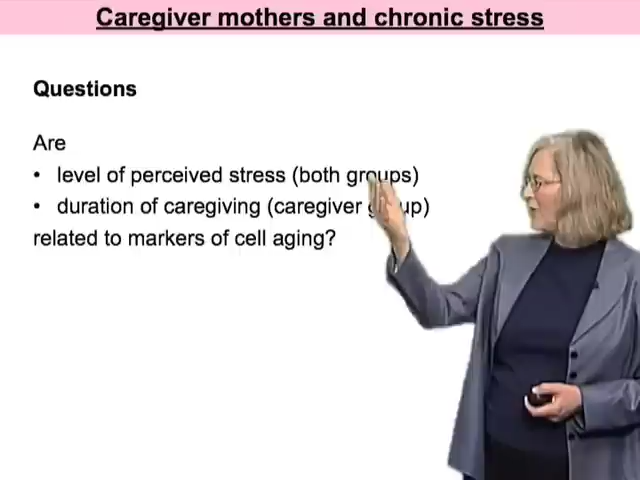 Caregiver mothers and chronic stress
Questions
Are
• level of perceived stress (both groups)
• duration of caregiving (caregiver group)
related to markers of cell aging?